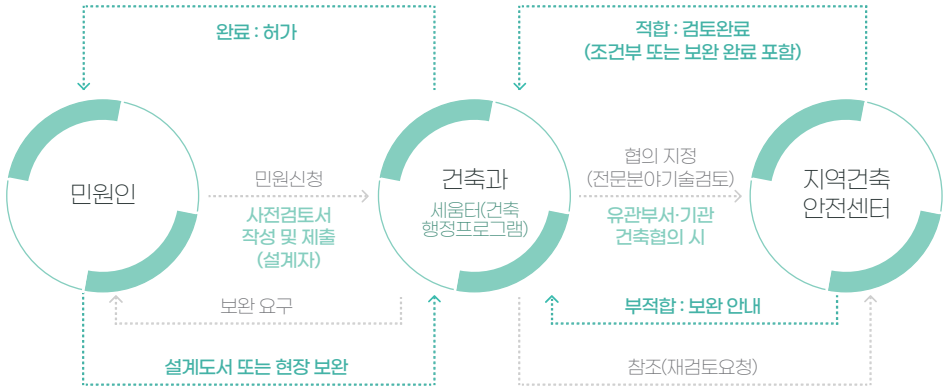 완료 : 허가
적합 : 검토완료
(조건부 또는 보완 완료 포함)
민원인
민원신청
사전검토서
작성 및 제출
(설계자)
건축과
세움터(건축
행정프로그램)
협의 지정
(전문분야기술검토)
유관부서·기관
건축협의 시
지역건축
안전센터
보완 요구
부적합 : 보완 안내
설계도서 또는 현장 보완
참조(재검토요청)